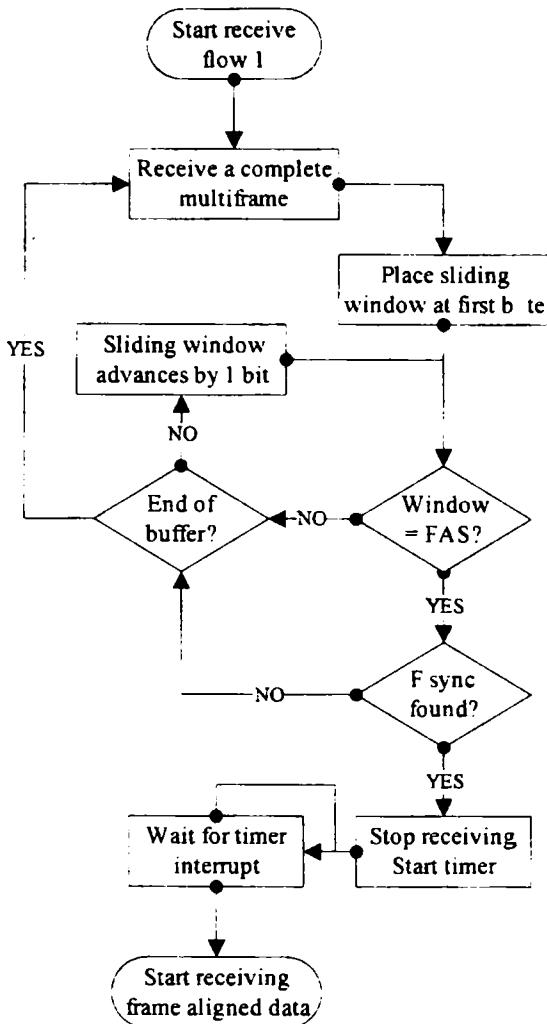 Start receive
flow 1
Receive a complete
multiframe
Place sliding
window at first b te
YES
Sliding window
advances by 1 bit
NO
End of
buffer?
NO
Window
= FAS?
YES
NO
F sync
found?
YES
Wait for timer
interrupt
Stop receiving
Start timer
Start receiving
frame aligned data